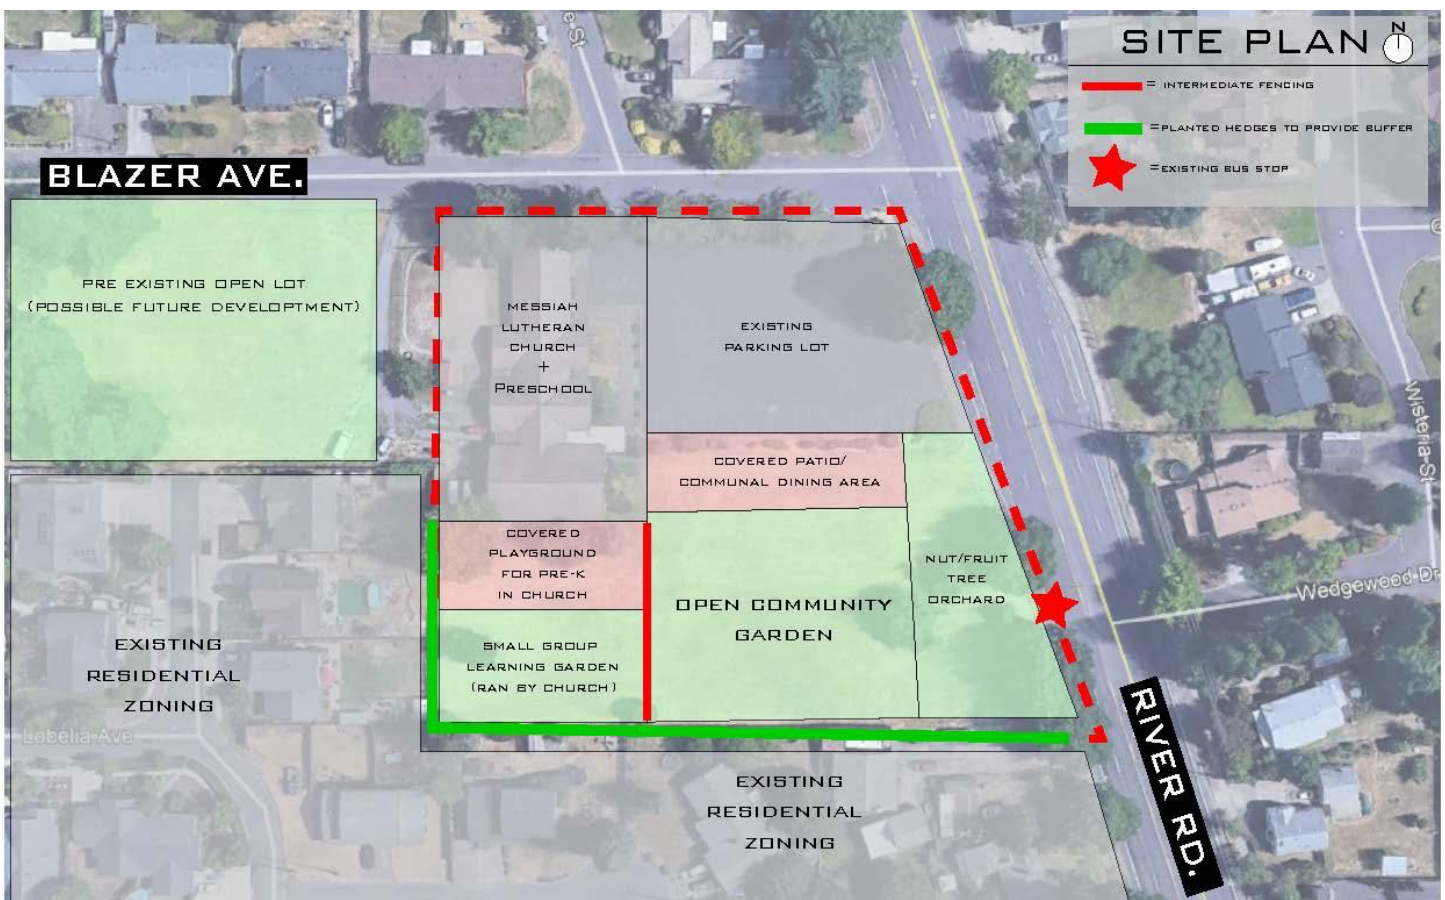 SITE PLAN
N
= INTERMEDIATE FENCING
=PLANTED HEDGES TO PROVIDE BUFFER
=EXISTING BUS STOP
BLAZER AVE.
PRE EXISTING OPEN LOT
(POSSIBLE FUTURE DEVELOPTMENT)
MESSIAH
LUTHERAN
CHURCH
+
PRESCHOOL
EXISTING
PARKING LOT
COVERED PATIO/
COMMUNAL DINING AREA
COVERED
PLAYGROUND
FOR PRE-K
IN CHURCH
NUT/FRUIT
TREE
ORCHARD
OPEN COMMUNITY
GARDEN
SMALL GROUP
LEARNING GARDEN
(RAN BY CHURCH)
EXISTING
RESIDENTIAL
ZONING
Lobelia Ave
EXISTING
RESIDENTIAL
ZONING
RIVER RD.
Wisteria St
Wedgewood Dr